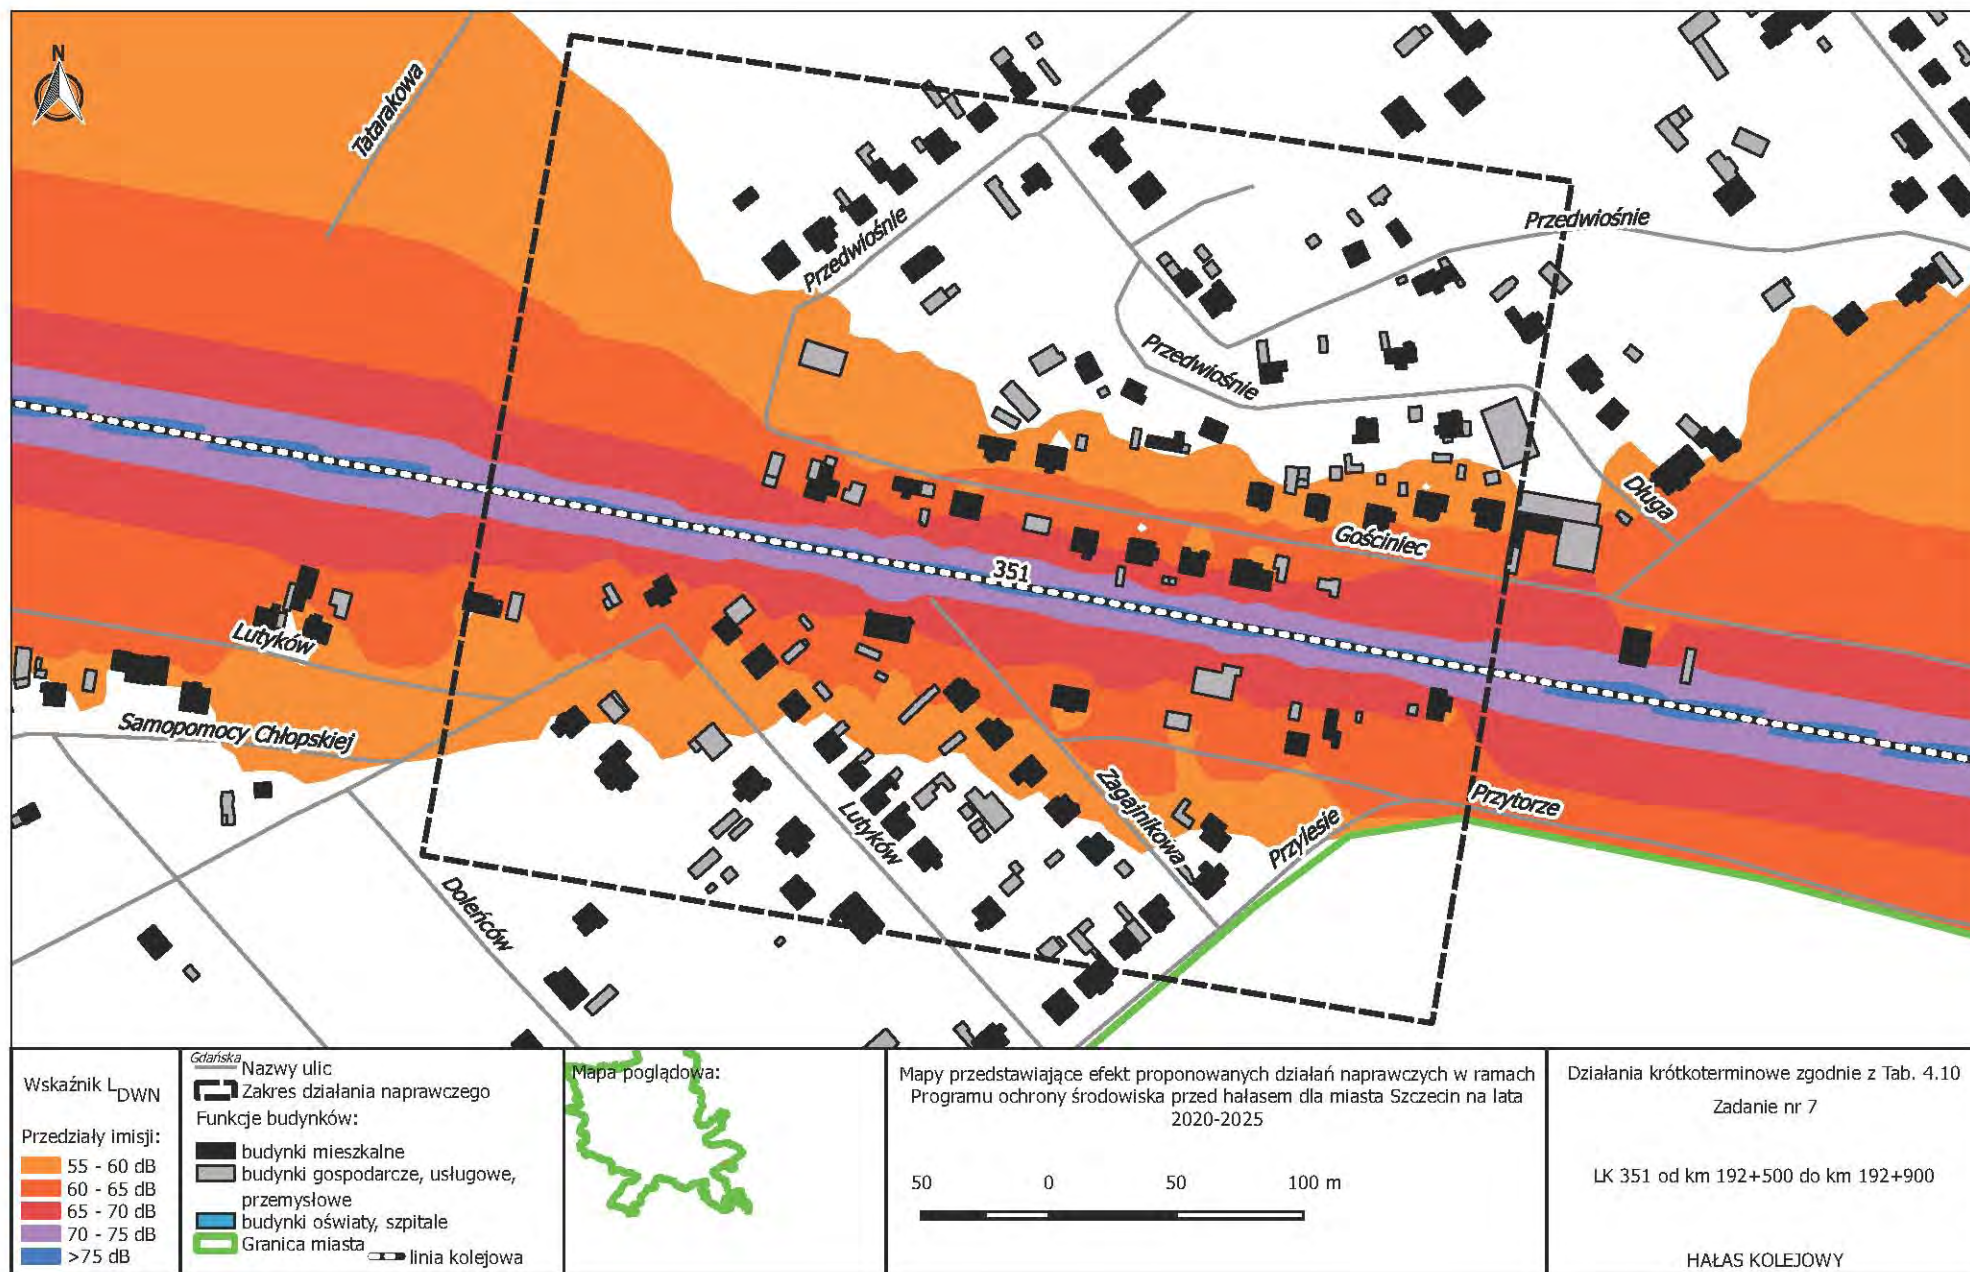 N
Tatarakowa
Przedwiośnie
Przedwiośnie
Przedwiośnie
Długa
Gościniec
351
Lutyków
Samopomocy Chłopskiej
Zagajnikowa
Przytorze
Lutyków
Przylesie
Doleńców
Wskaźnik LDWN
Przedziały imisji:
55 - 60 dB
60 - 65 dB
65 - 70 dB
70 - 75 dB
>75 dB
Gdańska
Nazwy ulic
Zakres działania naprawczego
Funkcje budynków:
budynki mieszkalne
budynki gospodarcze, usługowe,
przemysłowe
budynki oświaty, szpitale
Granica miasta
linia kolejowa
Mapa poglądowa:
Mapy przedstawiające efekt proponowanych działań naprawczych w ramach
Programu ochrony środowiska przed hałasem dla miasta Szczecin na lata
2020-2025
50 0 50 100 m
Działania krótkoterminowe zgodnie z Tab. 4.10
Zadanie nr 7
LK 351 od km 192+500 do km 192+900
HAŁAS KOLEJOWY